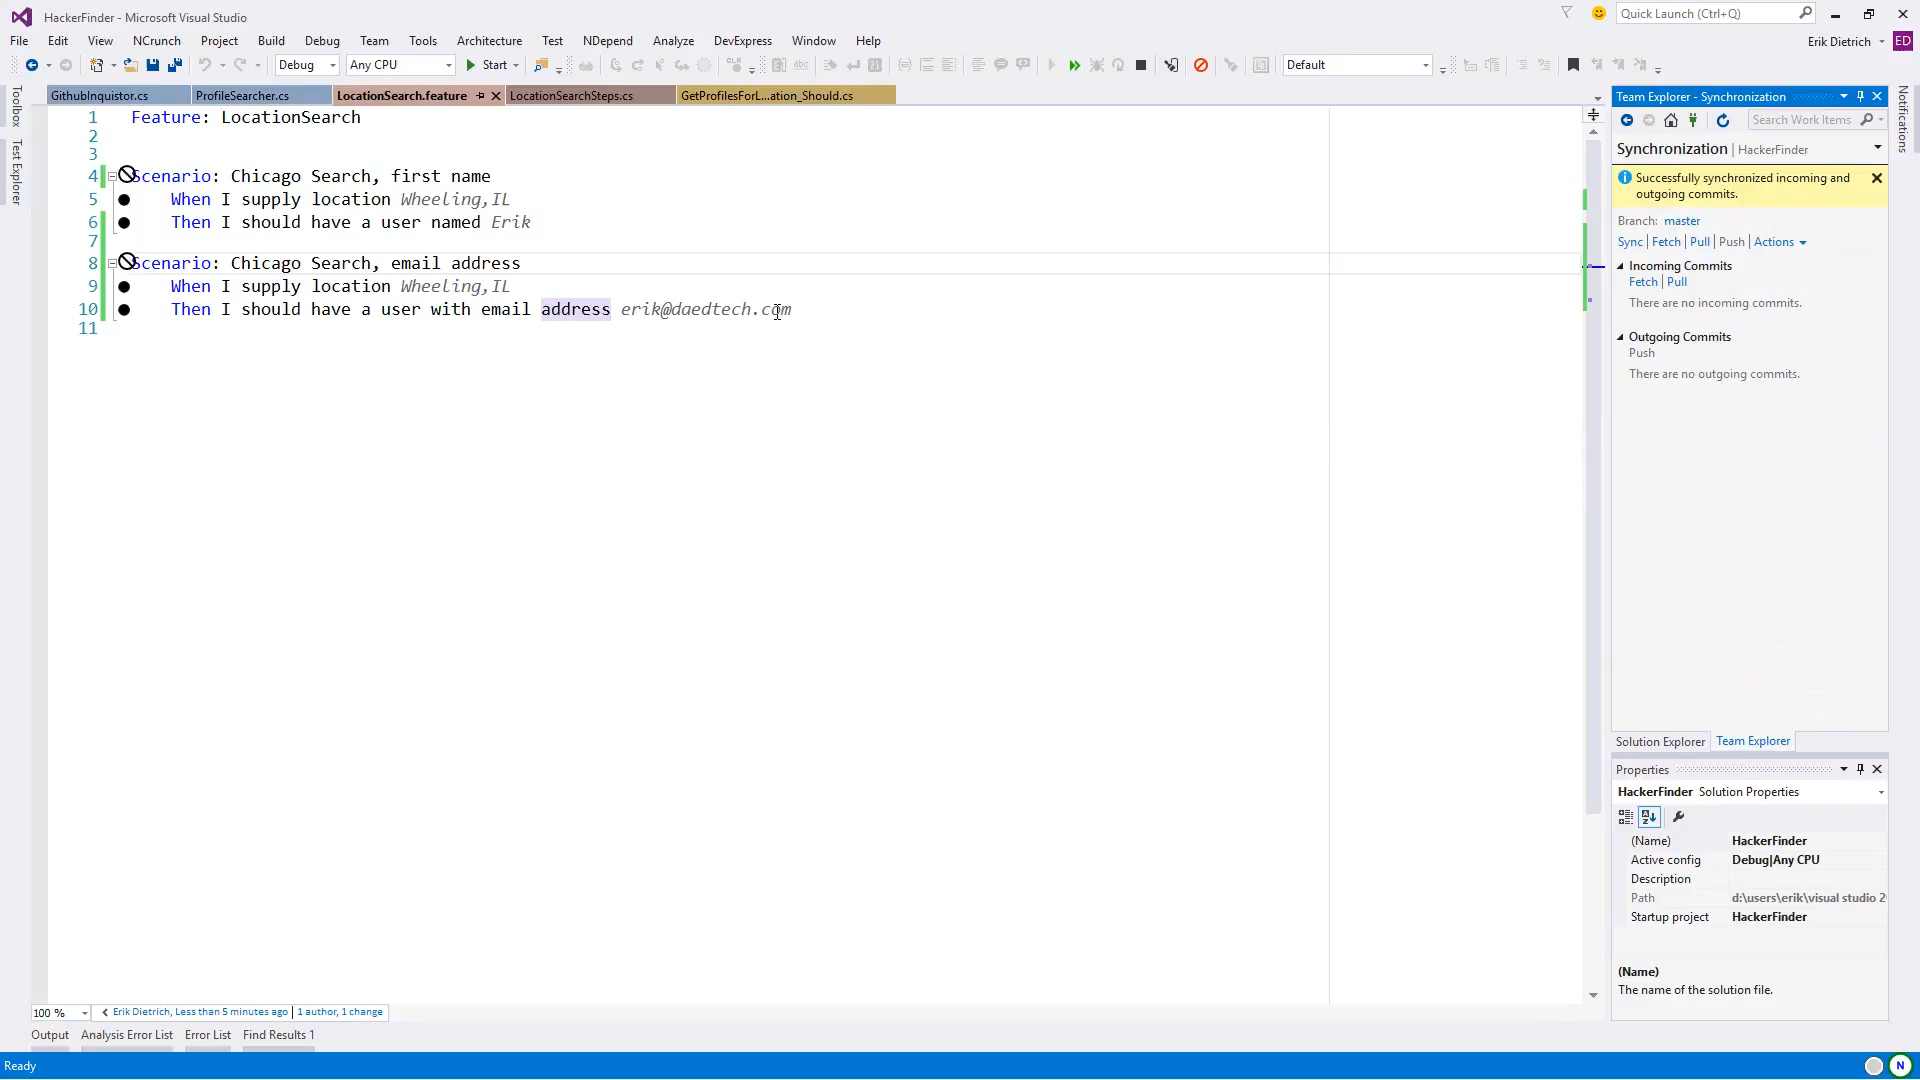 HackerFinder - Microsoft Visual Studio
Quick Launch (Ctrl+Q)
File Edit View NCrunch Project Build Debug Team Tools Architecture Test NDepend Analyze DevExpress Window Help
Erik Dietrich
ED
Debug
Any CPU
Start
Default
Toolbox
Test Explorer
GithubInquistor.cs
ProfileSearcher.cs
LocationSearch.feature
LocationSearchSteps.cs
GetProfilesForL...ation_Should.cs
1 Feature: LocationSearch
2
3
4 Scenario: Chicago Search, first name
5 When I supply location Wheeling,IL
6 Then I should have a user named Erik
7
8 Scenario: Chicago Search, email address
9 When I supply location Wheeling,IL
10 Then I should have a user with email address erik@daedtech.com
11
100 %
Erik Dietrich, Less than 5 minutes ago | 1 author, 1 change
Output Analysis Error List Error List Find Results 1
Ready
Team Explorer - Synchronization
Search Work Items
Synchronization | HackerFinder
Successfully synchronized incoming and
outgoing commits.
Branch: master
Sync | Fetch | Pull | Push | Actions
Incoming Commits
Fetch | Pull
There are no incoming commits.
Outgoing Commits
Push
There are no outgoing commits.
Solution Explorer Team Explorer
Properties
HackerFinder Solution Properties
(Name) HackerFinder
Active config Debug|Any CPU
Description
Path d:\users\erik\visual studio 2
Startup project HackerFinder
(Name)
The name of the solution file.
Notifications
N